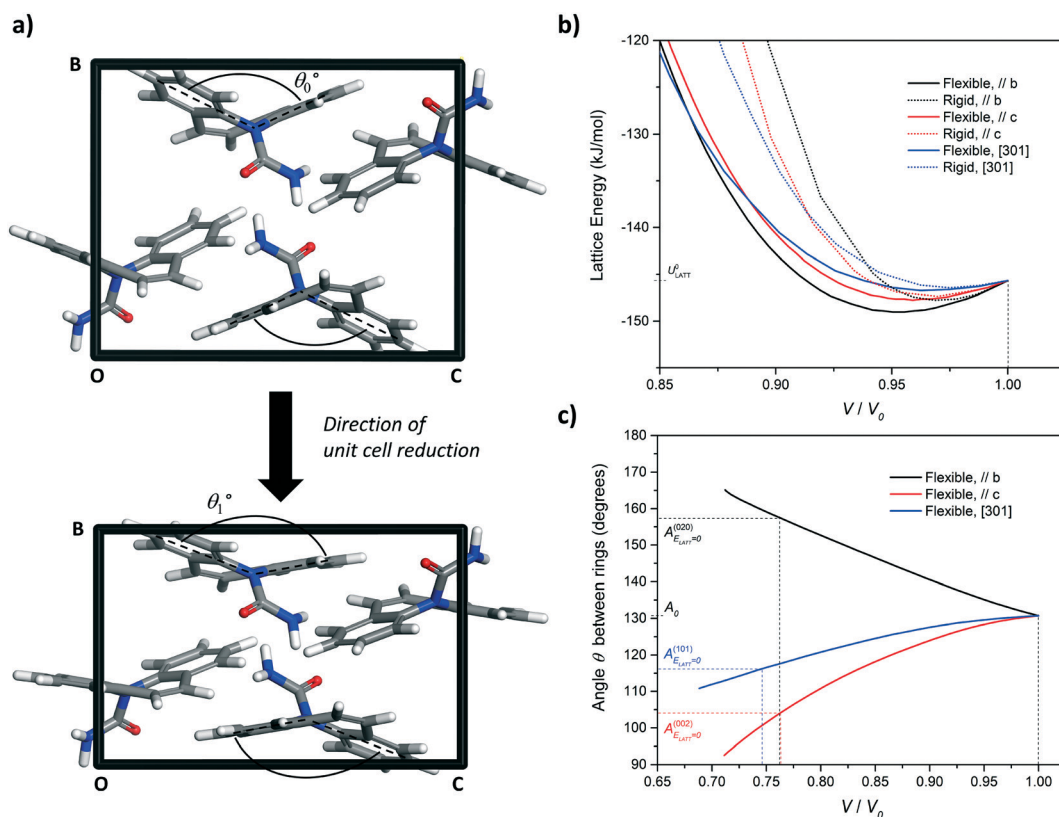 a)
B
θ₀°
O
C
Direction of
unit cell reduction
B
θ₁°
O
C
b)
Lattice Energy (kJ/mol)
-120
-130
-140
-150
U⁰LATT
Flexible, // b
Rigid, // b
Flexible, // c
Rigid, // c
Flexible, [301]
Rigid, [301]
0.85 0.90 0.95 1.00
V / V₀
c)
Angle θ between rings (degrees)
180
170
160
150
140
130
120
110
100
90
Flexible, // b
Flexible, // c
Flexible, [301]
A(020)ELATT=0
A₀
A(101)ELATT=0
A(002)ELATT=0
0.65 0.70 0.75 0.80 0.85 0.90 0.95 1.00
V / V₀